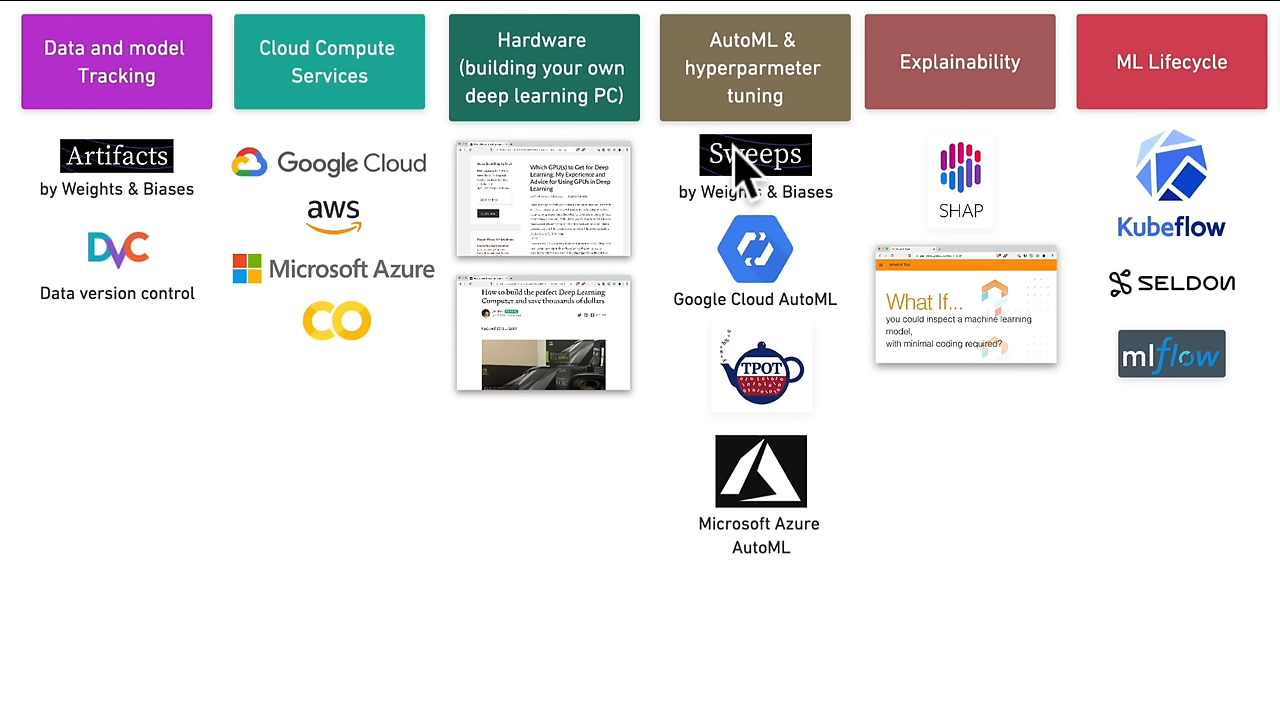 Data and model
Tracking
Cloud Compute
Services
Hardware
(building your own
deep learning PC)
AutoML &
hyperparmeter
tuning
Explainability
ML Lifecycle
Artifacts
by Weights & Biases
DVC
Data version control
Google Cloud
aws
Microsoft Azure
CO
Which GPU(s) to Get for Deep
Learning: My Experience and
Advice for Using GPUs in Deep
Learning
How to build the perfect Deep Learning
Computer and save thousands of dollars
Sweeps
by Weights & Biases
Google Cloud AutoML
TPOT
Microsoft Azure
AutoML
SHAP
What If...
you could inspect a machine learning
model,
with minimal coding required?
Kubeflow
SELDON
mlflow